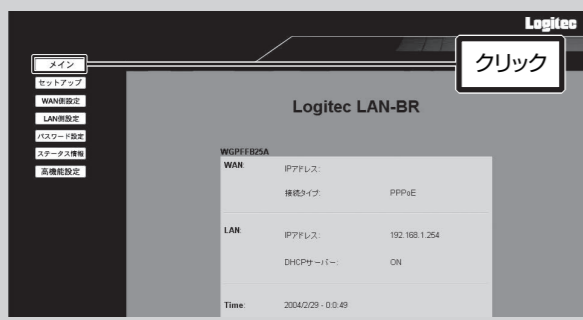 Logitec
クリック
メイン
セットアップ
WAN側設定
LAN側設定
パスワード設定
ステータス情報
高機能設定
Logitec LAN-BR
WGPFFB25A
WAN: IPアドレス:
接続タイプ: PPPoE
LAN: IPアドレス: 192.168.1.254
DHCPサーバー: ON
Time: 2004/2/29 - 0:0:49